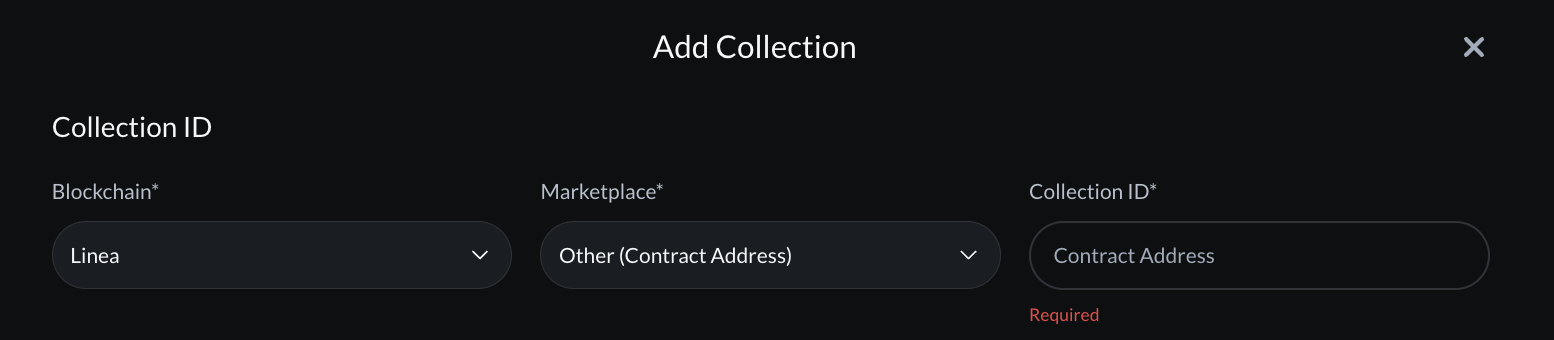 Add Collection
Collection ID
Blockchain*
Marketplace*
Collection ID*
Linea
Other (Contract Address)
Contract Address
Required